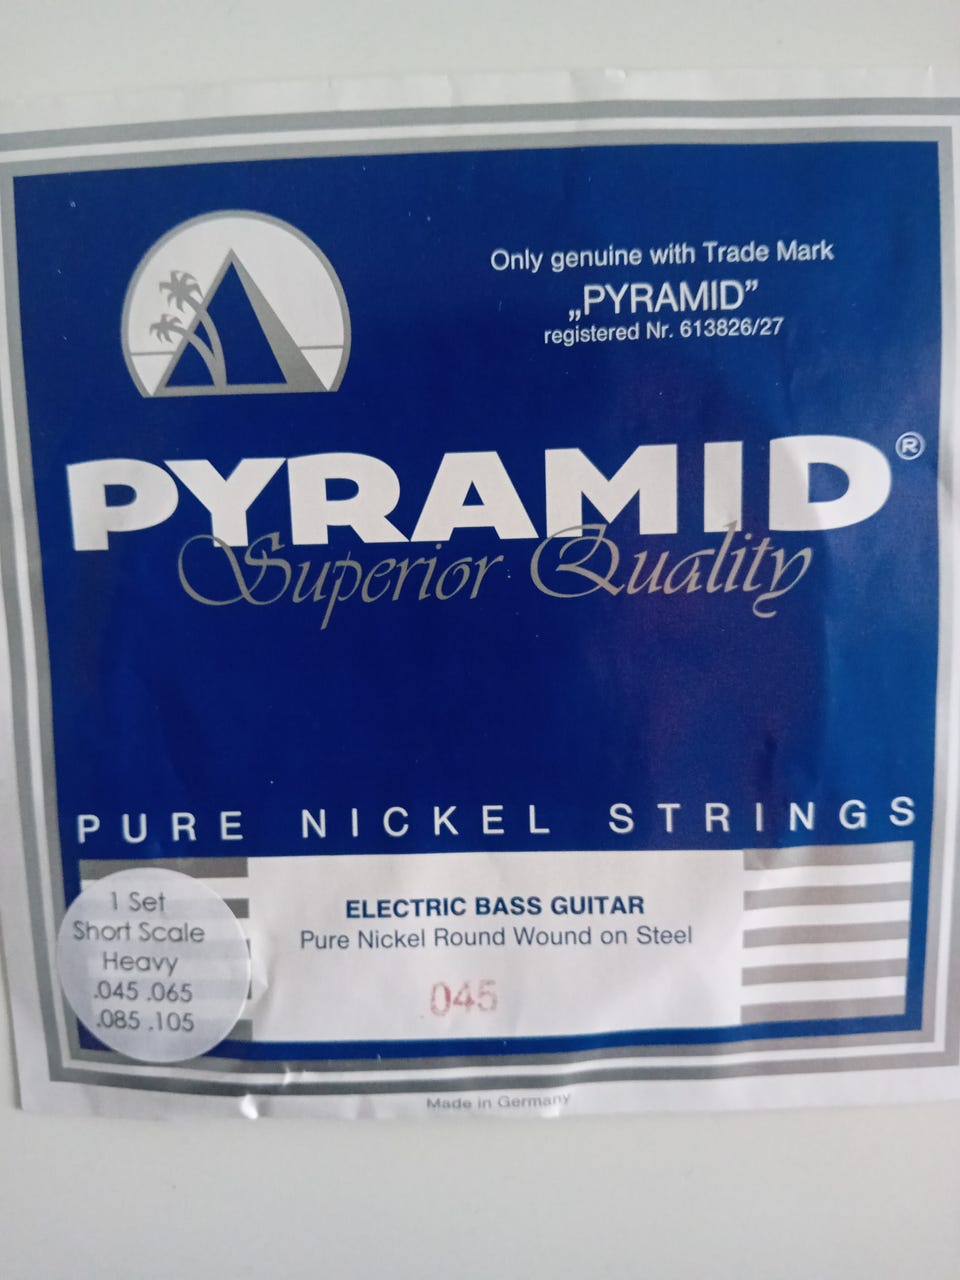 Only genuine with Trade Mark
„PYRAMID”
registered Nr. 613826/27
PYRAMID®
Superior Quality
PURE NICKEL STRINGS
1 Set
Short Scale
Heavy
.045 .065
.085 .105
ELECTRIC BASS GUITAR
Pure Nickel Round Wound on Steel
.045
Made in Germany